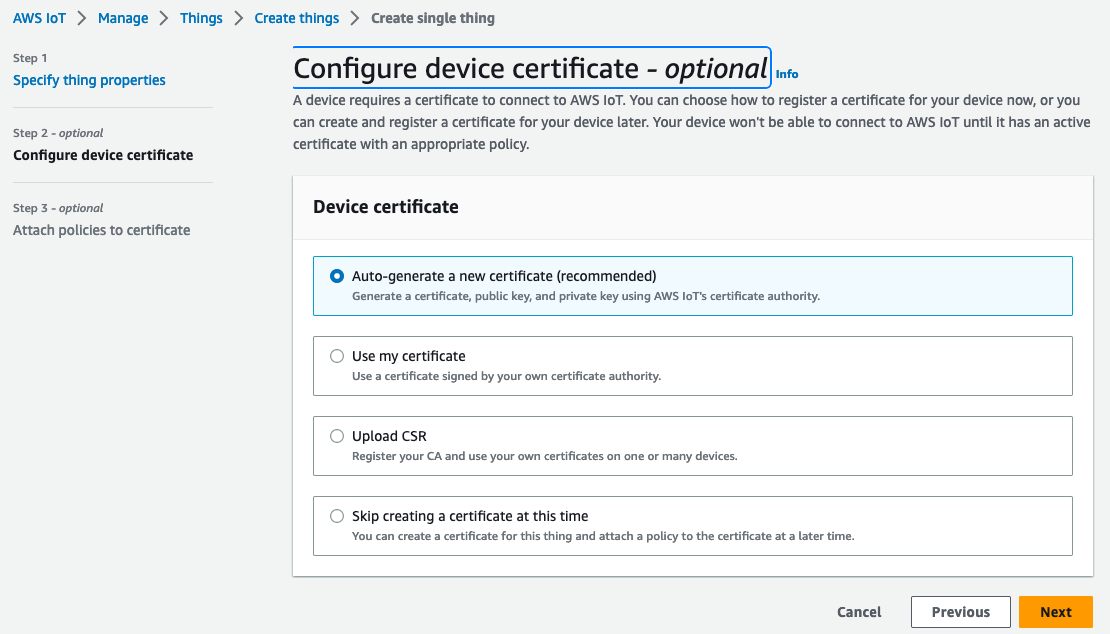 AWS IoT > Manage > Things > Create things > Create single thing
Step 1
Specify thing properties
Step 2 - optional
Configure device certificate
Step 3 - optional
Attach policies to certificate
Configure device certificate - optional Info
A device requires a certificate to connect to AWS IoT. You can choose how to register a certificate for your device now, or you
can create and register a certificate for your device later. Your device won't be able to connect to AWS IoT until it has an active
certificate with an appropriate policy.
Device certificate
Auto-generate a new certificate (recommended)
Generate a certificate, public key, and private key using AWS IoT's certificate authority.
Use my certificate
Use a certificate signed by your own certificate authority.
Upload CSR
Register your CA and use your own certificates on one or many devices.
Skip creating a certificate at this time
You can create a certificate for this thing and attach a policy to the certificate at a later time.
Cancel Previous Next